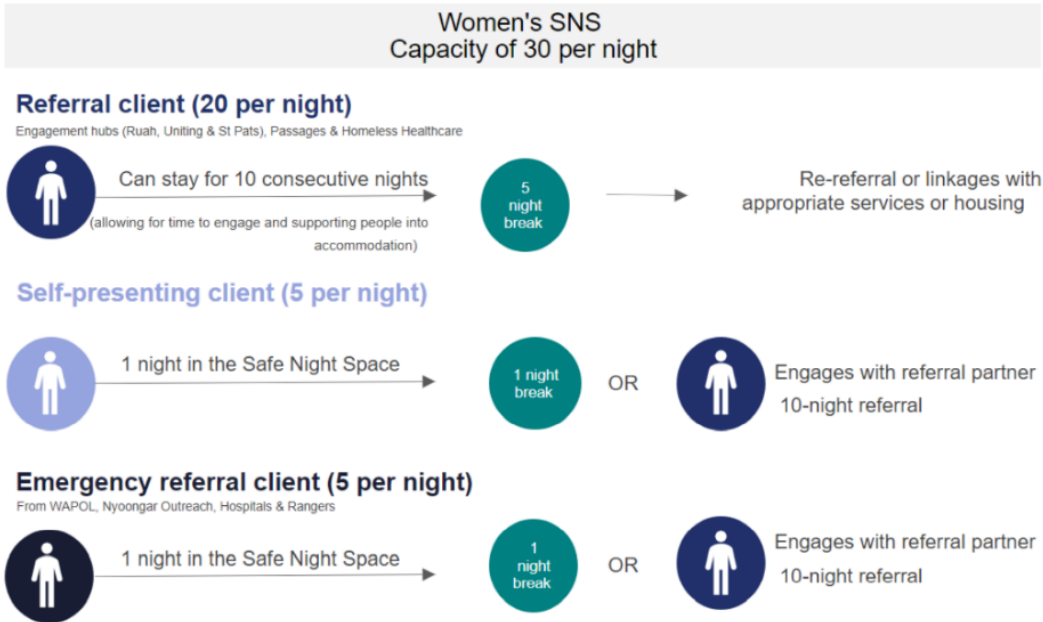 Women's SNS
Capacity of 30 per night
Referral client (20 per night)
Engagement hubs (Ruah, Uniting & St Pats), Passages & Homeless Healthcare
Can stay for 10 consecutive nights
(allowing for time to engage and supporting people into
accommodation)
5
night
break
Re-referral or linkages with
appropriate services or housing
Self-presenting client (5 per night)
1 night in the Safe Night Space
1 night
break
OR
Engages with referral partner
10-night referral
Emergency referral client (5 per night)
From WAPOL, Nyoongar Outreach, Hospitals & Rangers
1 night in the Safe Night Space
1
night
break
OR
Engages with referral partner
10-night referral